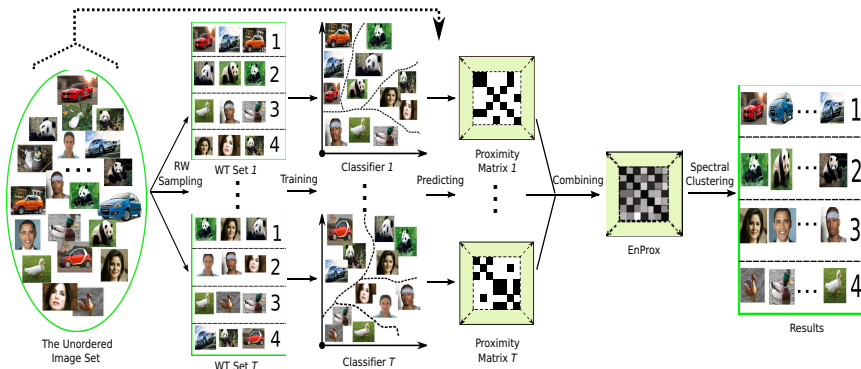 The Unordered
Image Set
RW
Sampling
1
2
3
4
WT Set 1
1
2
3
4
WT Set T
Training
Classifier 1
Classifier T
Predicting
Proximity
Matrix 1
Proximity
Matrix T
Combining
EnProx
Spectral
Clustering
1
2
3
4
Results